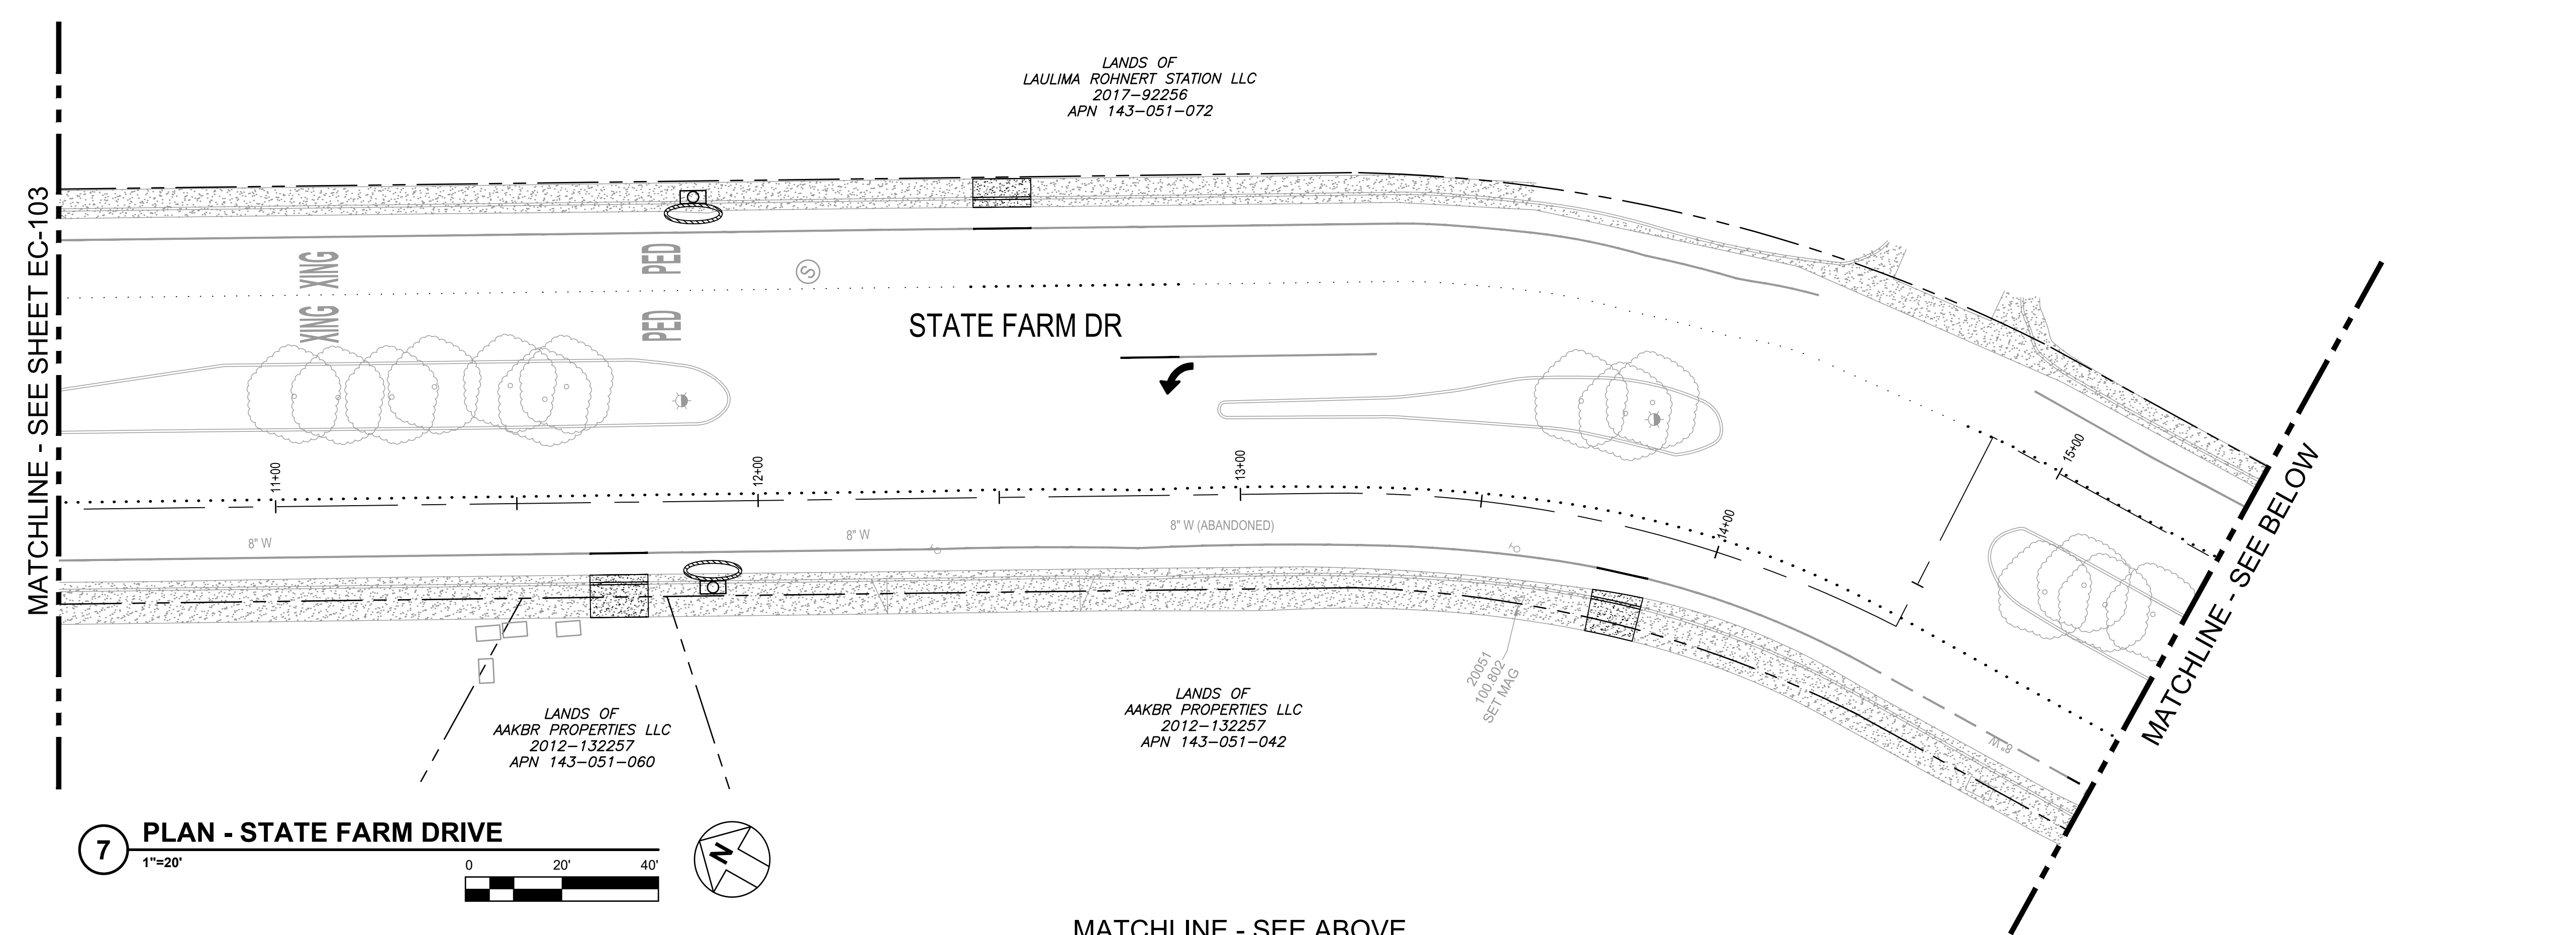 LANDS OF
LAULIMA ROHNERT STATION LLC
2017-92256
APN 143-051-072
MATCHLINE - SEE SHEET EC-103
XING XING
PED PED
S
STATE FARM DR
11+00
12+00
13+00
14+00
15+00
8" W
8" W
8" W (ABANDONED)
8" W
MATCHLINE - SEE BELOW
20051
100.802
SET MAG
LANDS OF
AAKBR PROPERTIES LLC
2012-132257
APN 143-051-060
LANDS OF
AAKBR PROPERTIES LLC
2012-132257
APN 143-051-042
7 PLAN - STATE FARM DRIVE
1"=20'
0 20' 40'
N
MATCHLINE - SEE ABOVE